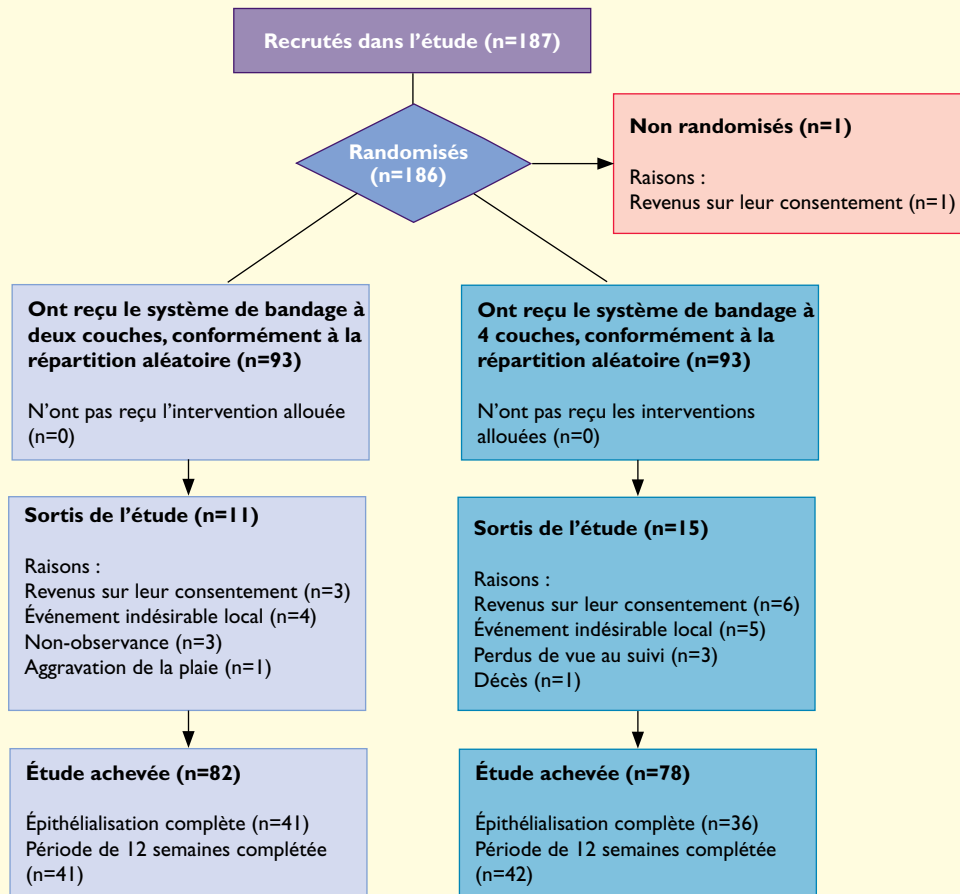 Recrutés dans l’étude (n=187)
Randomisés
(n=186)
Non randomisés (n=1)
Raisons :
Revenus sur leur consentement (n=1)
Ont reçu le système de bandage à
deux couches, conformément à la
répartition aléatoire (n=93)
N’ont pas reçu l’intervention allouée
(n=0)
Ont reçu le système de bandage à
4 couches, conformément à la
répartition aléatoire (n=93)
N’ont pas reçu les interventions
allouées (n=0)
Sortis de l’étude (n=11)
Raisons :
Revenus sur leur consentement (n=3)
Événement indésirable local (n=4)
Non-observance (n=3)
Aggravation de la plaie (n=1)
Sortis de l’étude (n=15)
Raisons :
Revenus sur leur consentement (n=6)
Événement indésirable local (n=5)
Perdus de vue au suivi (n=3)
Décès (n=1)
Étude achevée (n=82)
Épithélialisation complète (n=41)
Période de 12 semaines complétée
(n=41)
Étude achevée (n=78)
Épithélialisation complète (n=36)
Période de 12 semaines complétée
(n=42)